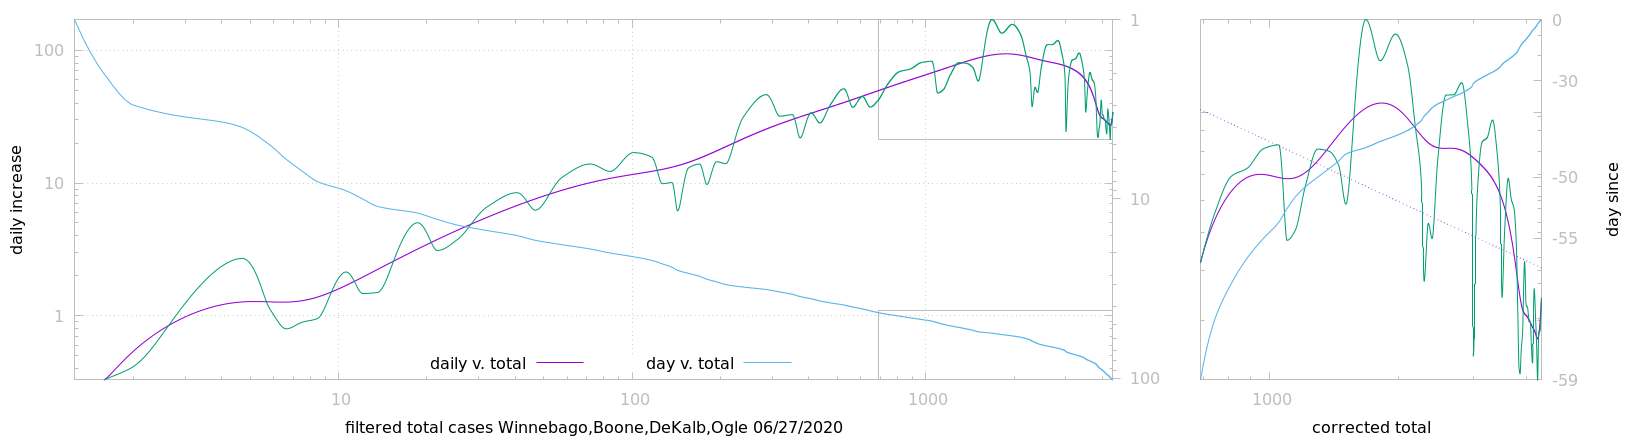 100
10
1
daily increase
daily v. total
day v. total
10
100
1000
filtered total cases Winnebago,Boone,DeKalb,Ogle 06/27/2020
1
10
100
1000
corrected total
0
-30
-50
-55
-59
day since